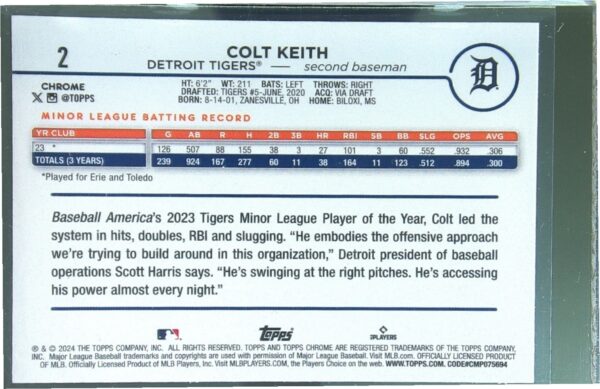 2
COLT KEITH
DETROIT TIGERS® — second baseman
D
CHROME
@TOPPS
HT: 6'2" WT: 211 BATS: LEFT THROWS: RIGHT
DRAFTED: TIGERS #5-JUNE, 2020 ACQ: VIA DRAFT
BORN: 8-14-01, ZANESVILLE, OH HOME: BILOXI, MS
MINOR LEAGUE BATTING RECORD
YR CLUB G AB R H 2B 3B HR RBI SB BB SLG OPS AVG
23 * 126 507 88 155 38 3 27 101 3 60 .552 .932 .306
TOTALS (3 YEARS) 239 924 167 277 60 11 38 164 11 123 .512 .894 .300
*Played for Erie and Toledo
Baseball America's 2023 Tigers Minor League Player of the Year, Colt led the
system in hits, doubles, RBI and slugging. “He embodies the offensive approach
we're trying to build around in this organization,” Detroit president of baseball
operations Scott Harris says. “He's swinging at the right pitches. He's accessing
his power almost every night.”
Topps
PLAYERS
® & © 2024 THE TOPPS COMPANY, INC. ALL RIGHTS RESERVED. TOPPS AND TOPPS CHROME ARE REGISTERED TRADEMARKS OF THE TOPPS COMPANY,
INC. Major League Baseball trademarks and copyrights are used with permission of Major League Baseball. Visit MLB.com. OFFICIALLY LICENSED PRODUCT
OF MLB. Officially Licensed Product of MLB Players, Inc. Visit MLBPLAYERS.com, the Players Choice on the web. WWW.TOPPS.COM. CODE#CMP075694